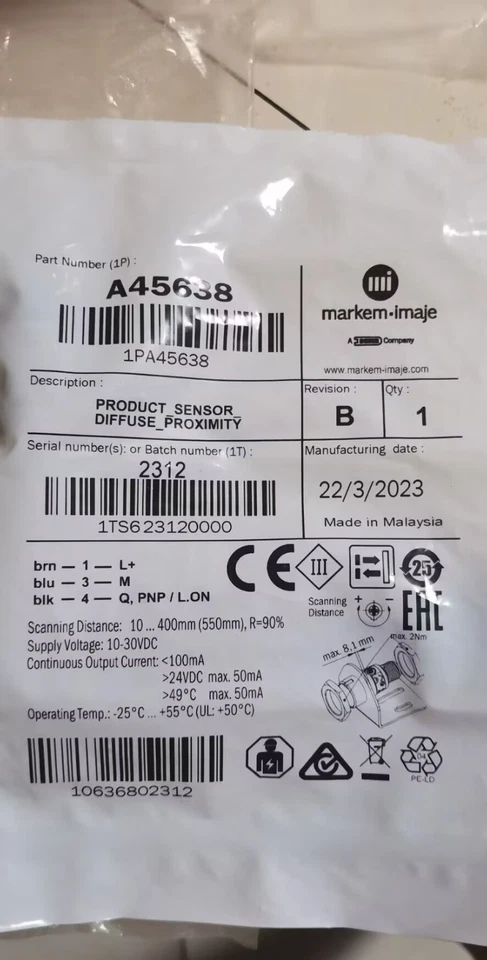 Part Number (1P) :
A45638
1PA45638
mi
markem·imaje
A DOVER Company
www.markem-imaje.com
Description :
PRODUCT_SENSOR_
DIFFUSE_PROXIMITY
Revision :
B
Qty :
1
Serial number(s): or Batch number (1T) :
2312
1TS623120000
Manufacturing date :
22/3/2023
Made in Malaysia
brn — 1 — L+
blu — 3 — M
blk — 4 — Q, PNP / L.ON
CE
III
25
Scanning Distance
+
-
EAC
Scanning Distance: 10 ... 400mm (550mm), R=90%
Supply Voltage: 10-30VDC
Continuous Output Current: <100mA
>24VDC max. 50mA
>49°C max. 50mA
Operating Temp.: -25°C ... +55°C (UL: +50°C)
max. 8,1 mm
max. 2Nm
10636802312
04
PE-LD